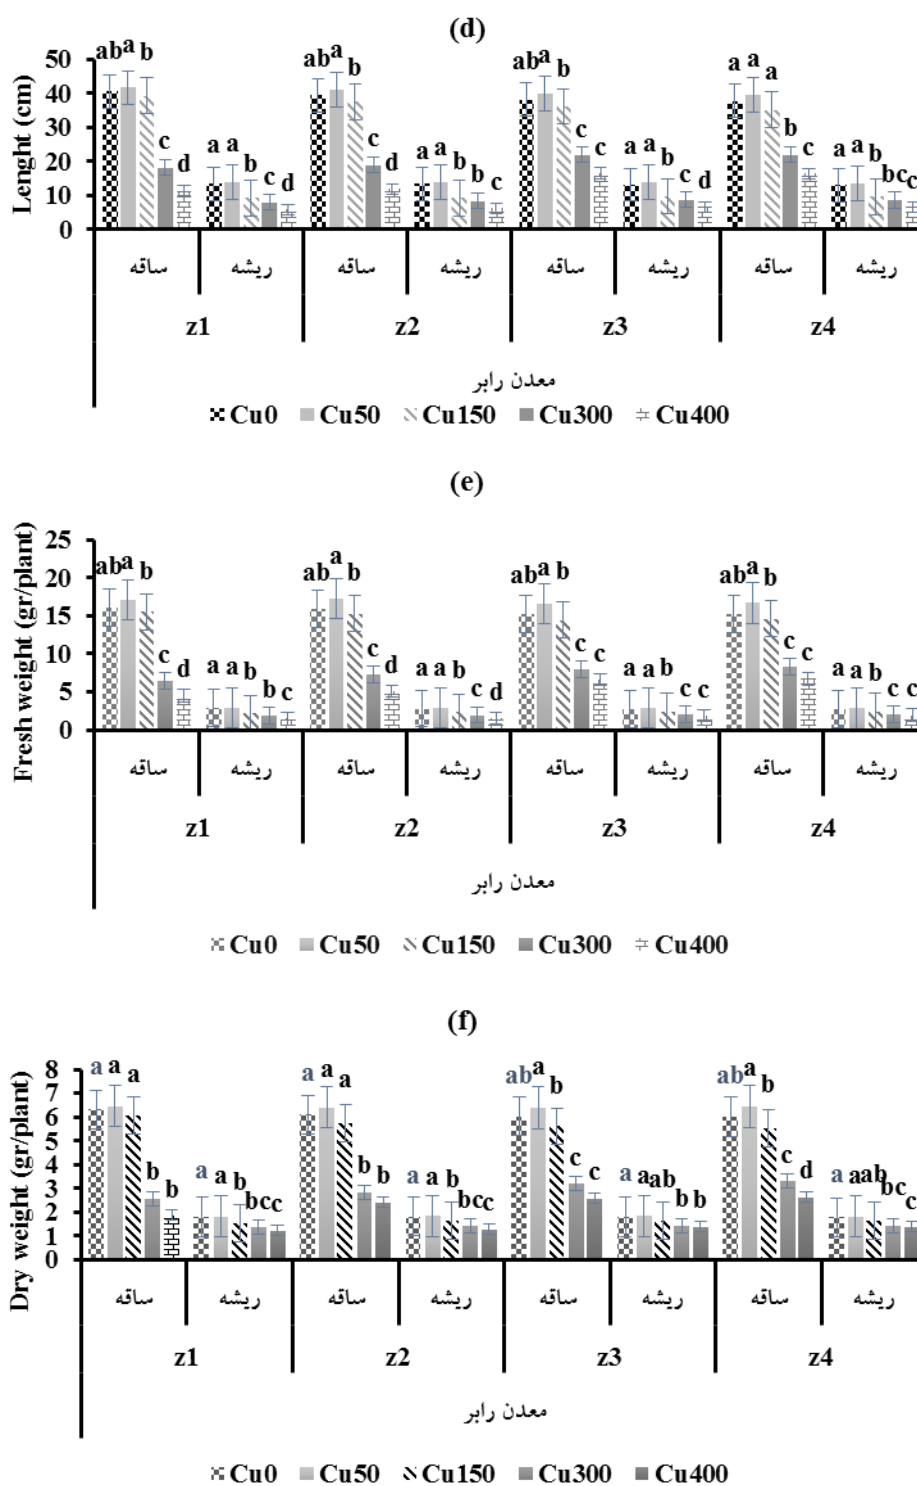 (d)
Lenght (cm)
50
40
30
20
10
0
ab a b c d a a b c d ab a b c d a a b b c ab a b c c a a b c d a a a b c a a b bc c
ساقه ریشه ساقه ریشه ساقه ریشه ساقه ریشه
z1 z2 z3 z4
معدن رابر
Cu0 Cu50 Cu150 Cu300 Cu400
(e)
Fresh weight (gr/plant)
25
20
15
10
5
0
ab a b c d a a b b c ab a b c d a a b c d ab a b c c a a b c c ab a b c c a a b c c
ساقه ریشه ساقه ریشه ساقه ریشه ساقه ریشه
z1 z2 z3 z4
معدن رابر
Cu0 Cu50 Cu150 Cu300 Cu400
(f)
Dry weight (gr/plant)
8
7
6
5
4
3
2
1
0
a a a b b a a b bc c a a a b b a a b bc c ab a b c c a a ab b b ab a b c d a a ab bc c
ساقه ریشه ساقه ریشه ساقه ریشه ساقه ریشه
z1 z2 z3 z4
معدن رابر
Cu0 Cu50 Cu150 Cu300 Cu400